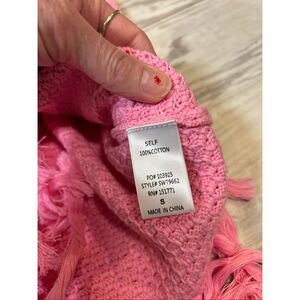 SELF
100%COTTON
PO# 103925
STYLE# SW79662
RN# 151771
S
MADE IN CHINA